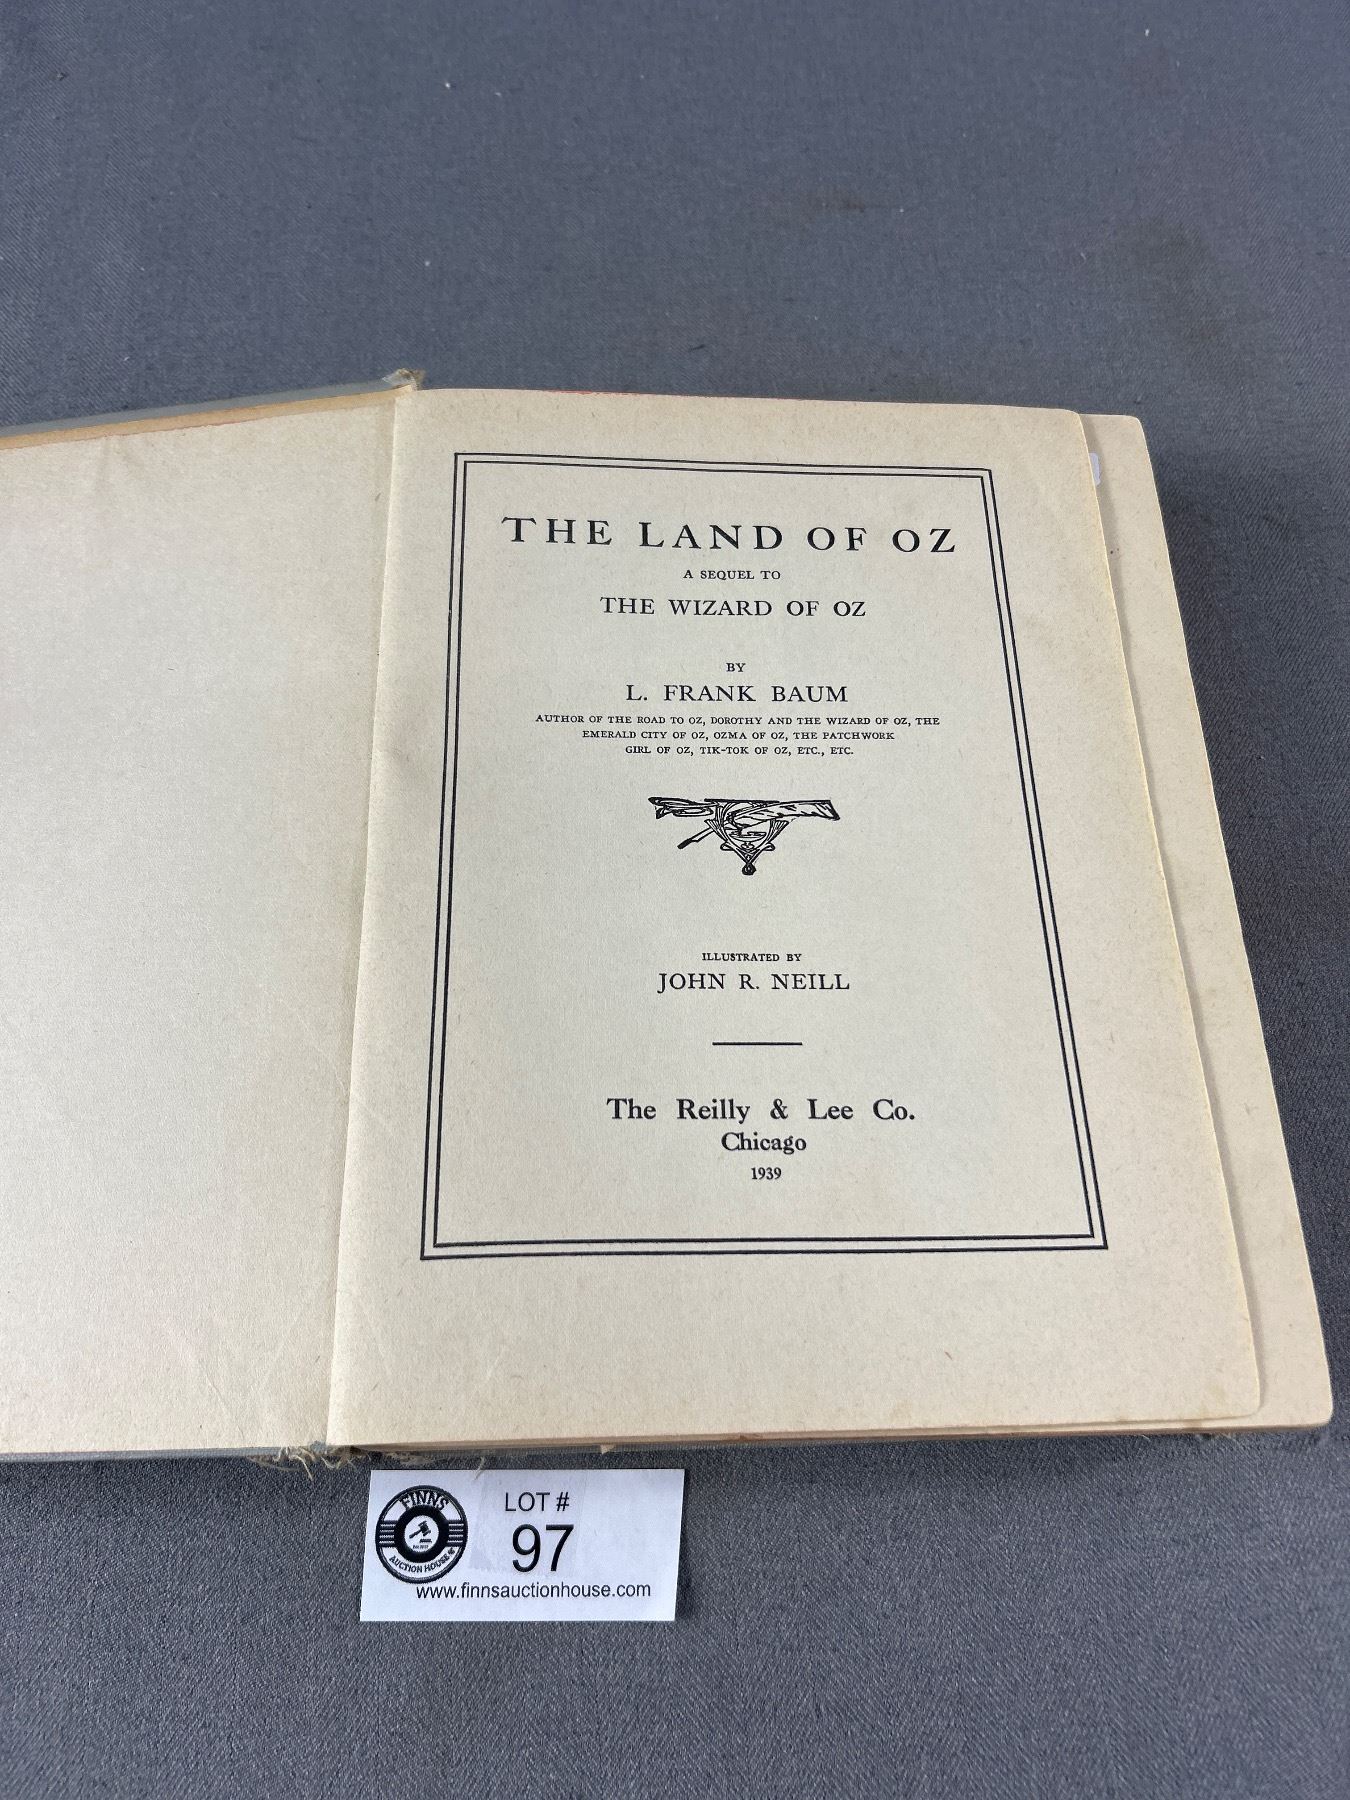 THE LAND OF OZ
A SEQUEL TO
THE WIZARD OF OZ
BY
L. FRANK BAUM
AUTHOR OF THE ROAD TO OZ, DOROTHY AND THE WIZARD OF OZ, THE
EMERALD CITY OF OZ, OZMA OF OZ, THE PATCHWORK
GIRL OF OZ, TIK-TOK OF OZ, ETC., ETC.
ILLUSTRATED BY
JOHN R. NEILL
The Reilly & Lee Co.
Chicago
1939
FINNS
AUCTION HOUSE
LOT #
97
www.finnsauctionhouse.com